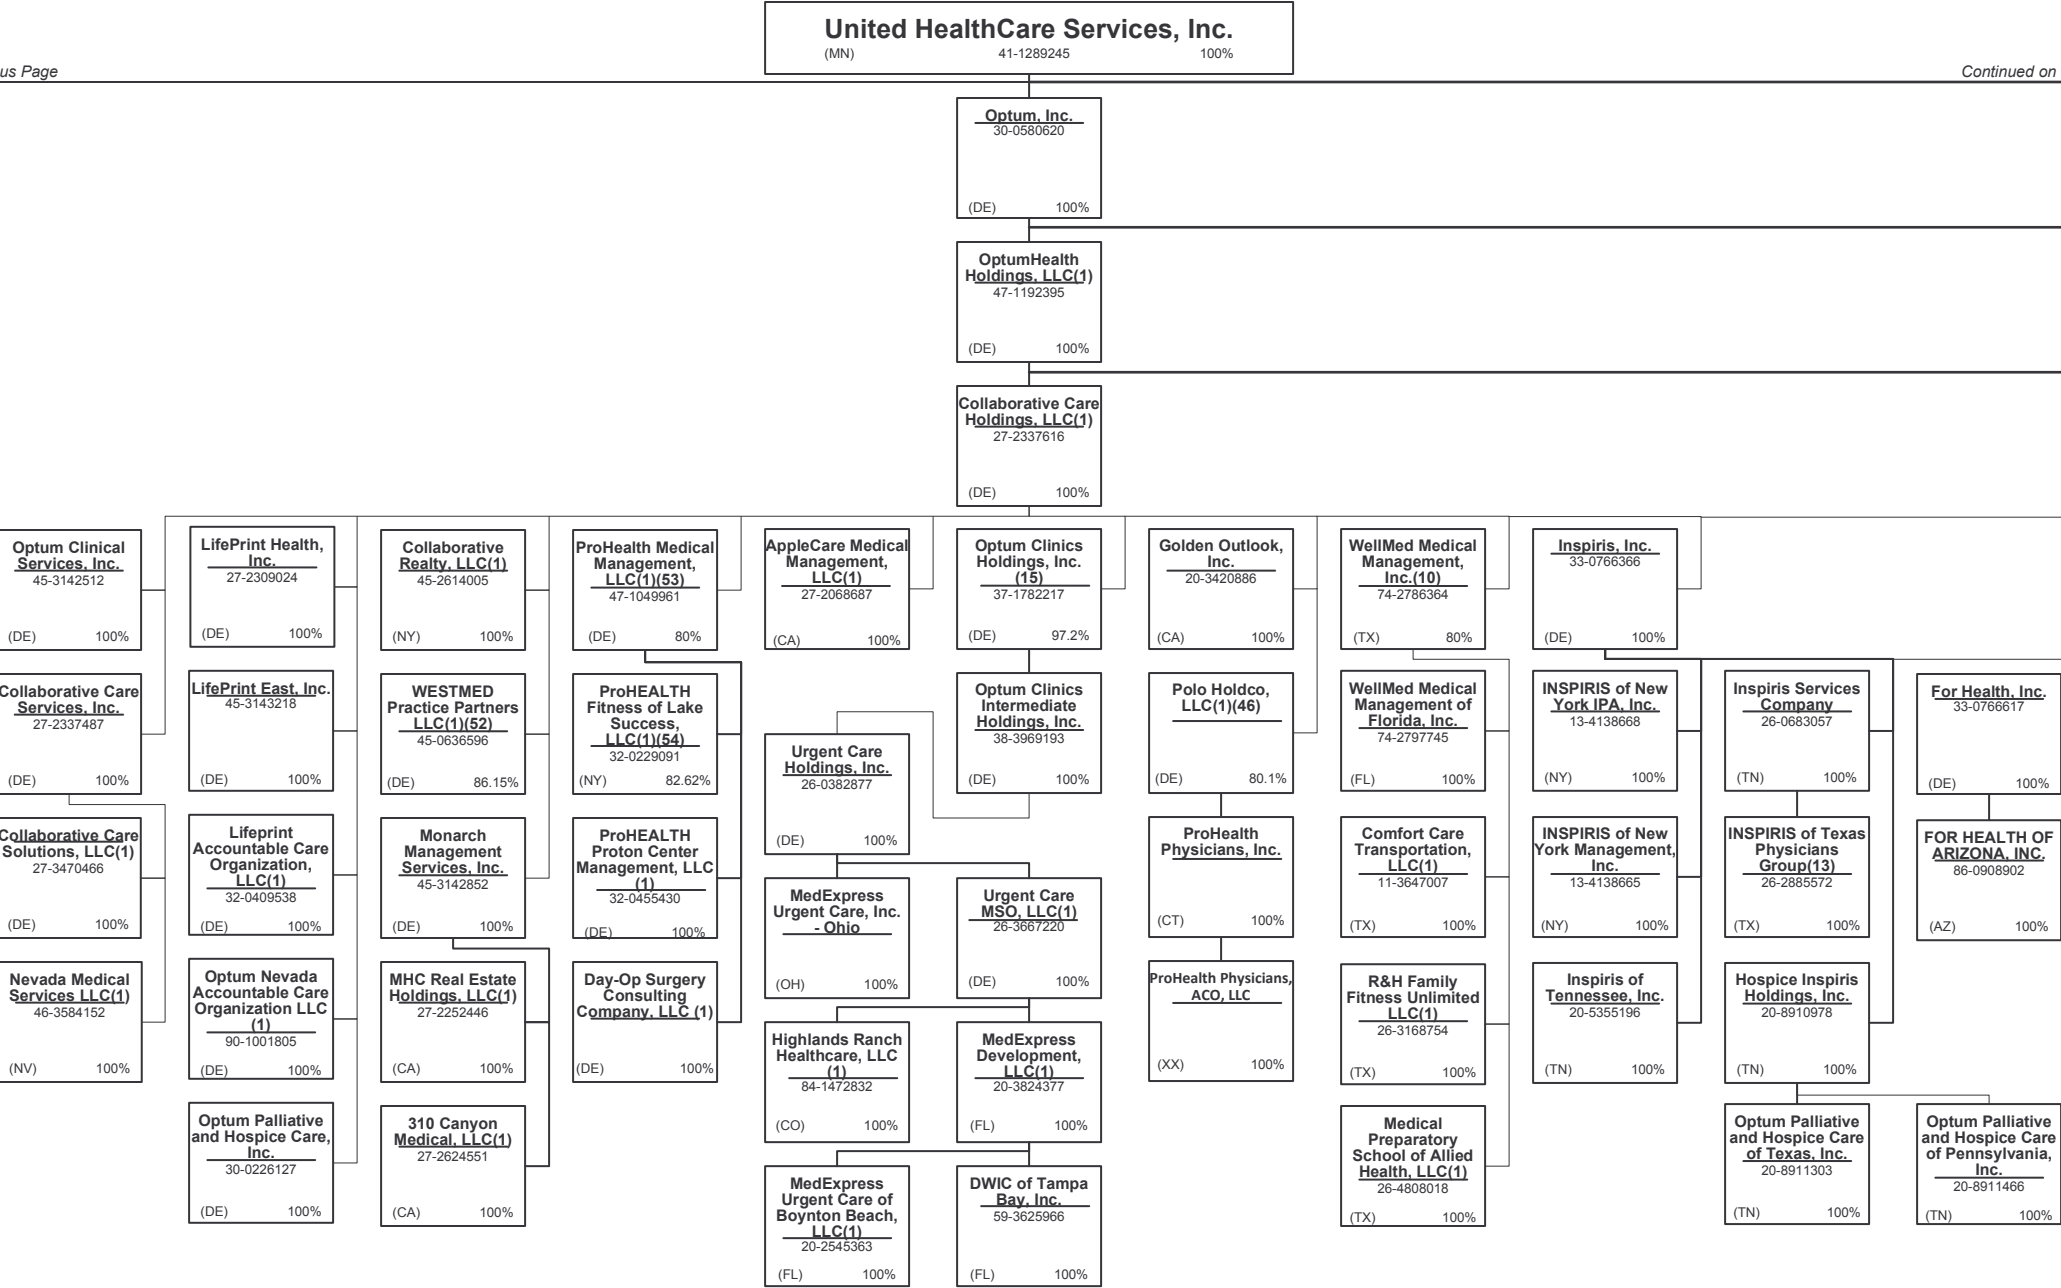 United HealthCare Services, Inc.
(MN) 41-1289245 100%
us Page
Continued on
Optum, Inc.
30-0580620
(DE) 100%
OptumHealth
Holdings, LLC(1)
47-1192395
(DE) 100%
Collaborative Care
Holdings, LLC(1)
27-2337616
(DE) 100%
Optum Clinical
Services, Inc.
45-3142512
(DE) 100%
LifePrint Health,
Inc.
27-2309024
(DE) 100%
Collaborative
Realty, LLC(1)
45-2614005
(NY) 100%
ProHealth Medical
Management,
LLC(1)(53)
47-1049961
(DE) 80%
AppleCare Medical
Management,
LLC(1)
27-2068687
(CA) 100%
Optum Clinics
Holdings, Inc.
(15)
37-1782217
(DE) 97.2%
Golden Outlook,
Inc.
20-3420886
(CA) 100%
WellMed Medical
Management,
Inc.(10)
74-2786364
(TX) 80%
Inspiris, Inc.
33-0766366
(DE) 100%
Collaborative Care
Services, Inc.
27-2337487
(DE) 100%
LifePrint East, Inc.
45-3143218
(DE) 100%
WESTMED
Practice Partners
LLC(1)(52)
45-0636596
(DE) 86.15%
ProHEALTH
Fitness of Lake
Success,
LLC(1)(54)
32-0229091
(NY) 82.62%
Urgent Care
Holdings, Inc.
26-0382877
(DE) 100%
Optum Clinics
Intermediate
Holdings, Inc.
38-3969193
(DE) 100%
Polo Holdco,
LLC(1)(46)
(DE) 80.1%
WellMed Medical
Management of
Florida, Inc.
74-2797745
(FL) 100%
INSPIRIS of New
York IPA, Inc.
13-4138668
(NY) 100%
Inspiris Services
Company
26-0683057
(TN) 100%
For Health, Inc.
33-0766617
(DE) 100%
Collaborative Care
Solutions, LLC(1)
27-3470466
(DE) 100%
Lifeprint
Accountable Care
Organization,
LLC(1)
32-0409538
(DE) 100%
Monarch
Management
Services, Inc.
45-3142852
(DE) 100%
ProHEALTH
Proton Center
Management, LLC
(1)
32-0455430
(DE) 100%
MedExpress
Urgent Care, Inc.
- Ohio
(OH) 100%
Urgent Care
MSO, LLC(1)
26-3667220
(DE) 100%
ProHealth
Physicians, Inc.
(CT) 100%
Comfort Care
Transportation,
LLC(1)
11-3647007
(TX) 100%
INSPIRIS of New
York Management,
Inc.
13-4138665
(NY) 100%
INSPIRIS of Texas
Physicians
Group(13)
26-2885572
(TX) 100%
FOR HEALTH OF
ARIZONA, INC.
86-0908902
(AZ) 100%
Nevada Medical
Services LLC(1)
46-3584152
(NV) 100%
Optum Nevada
Accountable Care
Organization LLC
(1)
90-1001805
(DE) 100%
MHC Real Estate
Holdings, LLC(1)
27-2252446
(CA) 100%
Day-Op Surgery
Consulting
Company, LLC (1)
(DE) 100%
Highlands Ranch
Healthcare, LLC
(1)
84-1472832
(CO) 100%
MedExpress
Development,
LLC(1)
20-3824377
(FL) 100%
ProHealth Physicians,
ACO, LLC
(XX) 100%
R&H Family
Fitness Unlimited
LLC(1)
26-3168754
(TX) 100%
Inspiris of
Tennessee, Inc.
20-5355196
(TN) 100%
Hospice Inspiris
Holdings, Inc.
20-8910978
(TN) 100%
Optum Palliative
and Hospice Care,
Inc.
30-0226127
(DE) 100%
310 Canyon
Medical, LLC(1)
27-2624551
(CA) 100%
MedExpress
Urgent Care of
Boynton Beach,
LLC(1)
20-2545363
(FL) 100%
DWIC of Tampa
Bay, Inc.
59-3625966
(FL) 100%
Medical
Preparatory
School of Allied
Health, LLC(1)
26-4808018
(TX) 100%
Optum Palliative
and Hospice Care
of Texas, Inc.
20-8911303
(TN) 100%
Optum Palliative
and Hospice Care
of Pennsylvania,
Inc.
20-8911466
(TN) 100%